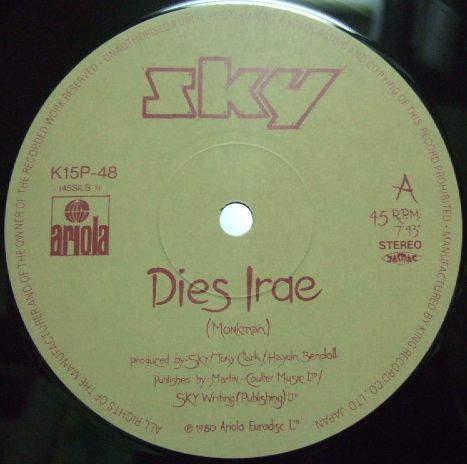 ALL RIGHTS OF THE MANUFACTURER AND OF THE OWNER OF THE RECORDED WORK RESERVED · UNAUTHORISED PUBLIC PERFORMANCE COPYING OF THIS RECORD PROHIBITED · MANUFACTURED BY KING RECORD CO. LTD. JAPAN
sky
K15P-48
(45SILB 1)
ariola
A
45 R.P.M.
7'43"
STEREO
JASRAC
Dies Irae
(Monkman)
produced by: Sky/Tony Clark/Haydn Bendall
Published by: Martin-Coulter Music Ltd/
SKY Writing (Publishing) Ltd
℗ 1980 Ariola Eurodisc Ltd